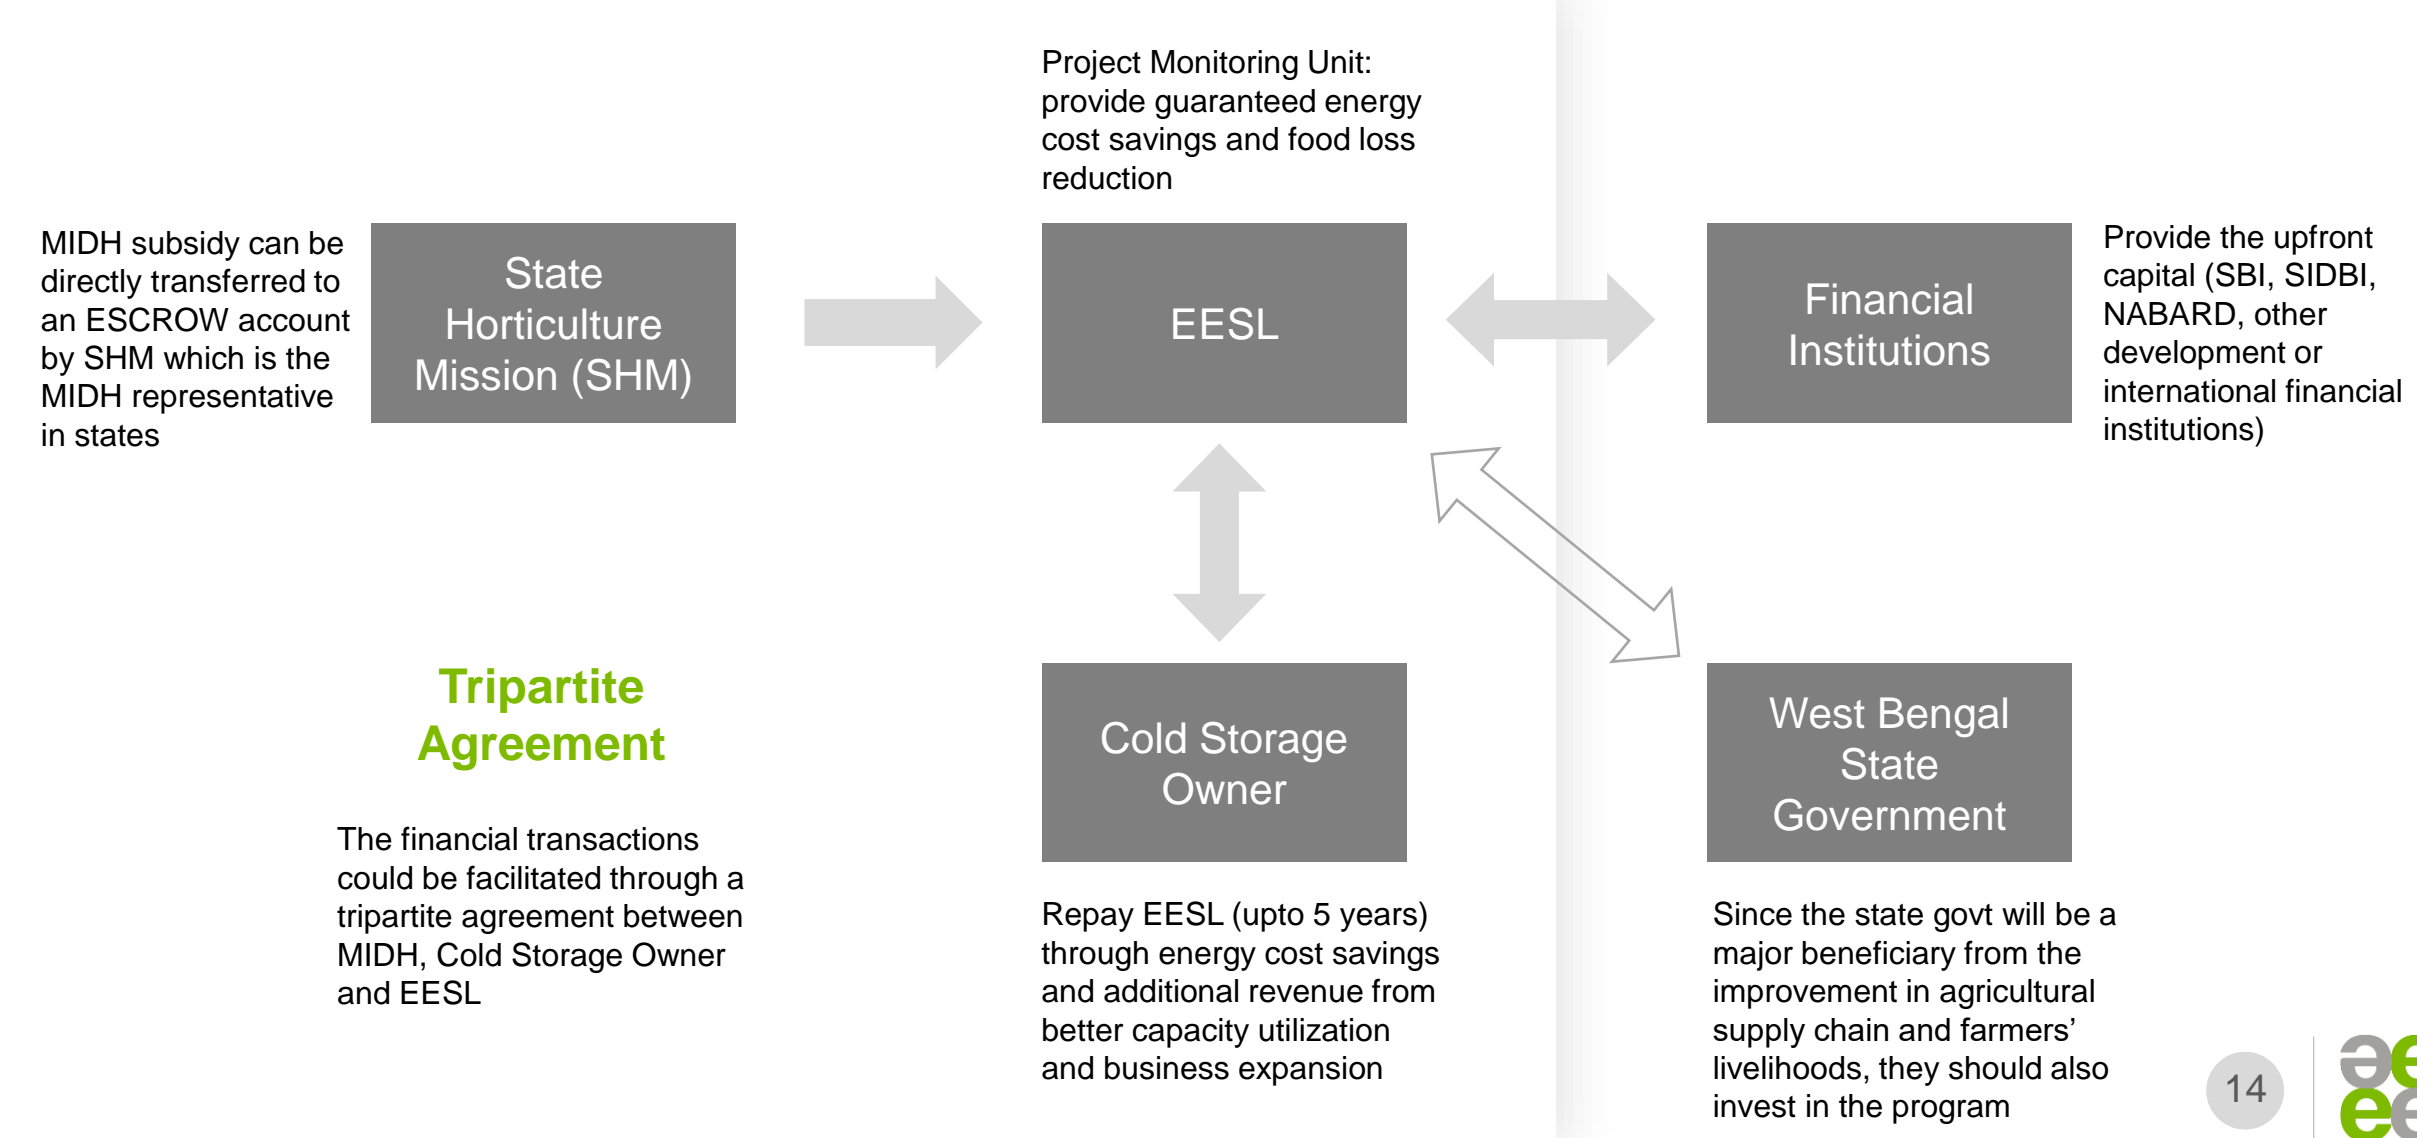 Project Monitoring Unit:
provide guaranteed energy
cost savings and food loss
reduction
MIDH subsidy can be
directly transferred to
an ESCROW account
by SHM which is the
MIDH representative
in states
State
Horticulture
Mission (SHM)
EESL
Financial
Institutions
Provide the upfront
capital (SBI, SIDBI,
NABARD, other
development or
international financial
institutions)
Tripartite
Agreement
The financial transactions
could be facilitated through a
tripartite agreement between
MIDH, Cold Storage Owner
and EESL
Cold Storage
Owner
Repay EESL (upto 5 years)
through energy cost savings
and additional revenue from
better capacity utilization
and business expansion
West Bengal
State
Government
Since the state govt will be a
major beneficiary from the
improvement in agricultural
supply chain and farmers’
livelihoods, they should also
invest in the program
14